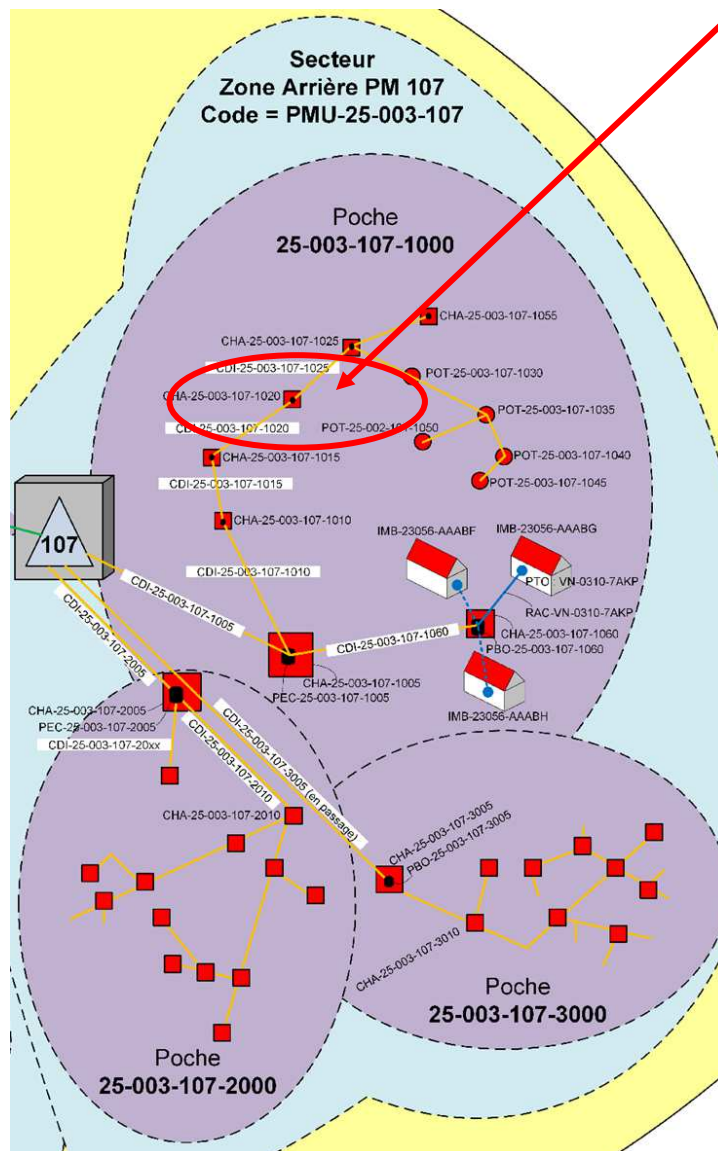 Secteur
Zone Arrière PM 107
Code = PMU-25-003-107
Poche
25-003-107-1000
CHA-25-003-107-1055
CHA-25-003-107-1025
CDI-25-003-107-1025
POT-25-003-107-1030
CHA-25-003-107-1020
POT-25-003-107-1035
CDI-25-003-107-1020
POT-25-002-101-1050
CHA-25-003-107-1015
POT-25-003-107-1040
CDI-25-003-107-1015
POT-25-003-107-1045
CHA-25-003-107-1010
IMB-23056-AAABF
IMB-23056-AAABG
107
CDI-25-003-107-1010
PTO : VN-0310-7AKP
RAC-VN-0310-7AKP
CDI-25-003-107-1005
CDI-25-003-107-1060
CHA-25-003-107-1060
PBO-25-003-107-1060
CDI-25-003-107-2005
CHA-25-003-107-1005
PEC-25-003-107-1005
CHA-25-003-107-2005
PEC-25-003-107-2005
IMB-23056-AAABH
CDI-25-003-107-20xx
CDI-25-003-107-2010
CDI-25-003-107-3005 (en passage)
CHA-25-003-107-2010
CHA-25-003-107-3005
PBO-25-003-107-3005
CHA-25-003-107-3010
Poche
25-003-107-3000
Poche
25-003-107-2000